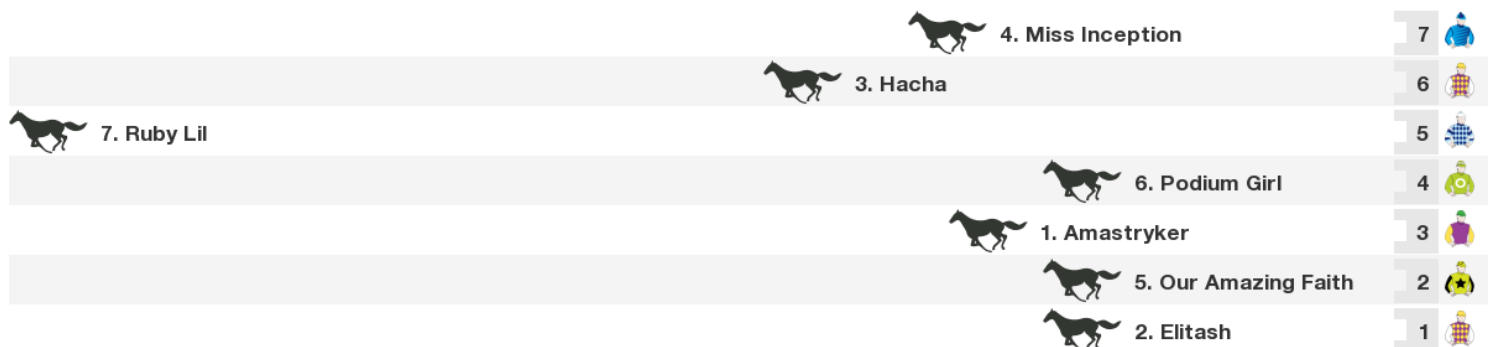 4. Miss Inception 7
3. Hacha 6
7. Ruby Lil 5
6. Podium Girl 4
1. Amastryker 3
5. Our Amazing Faith 2
2. Elitash 1